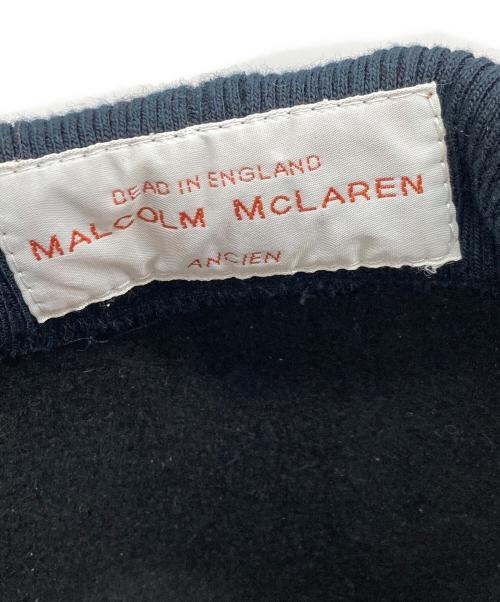 DEAD IN ENGLAND
MALCOLM McLAREN
ANCIEN